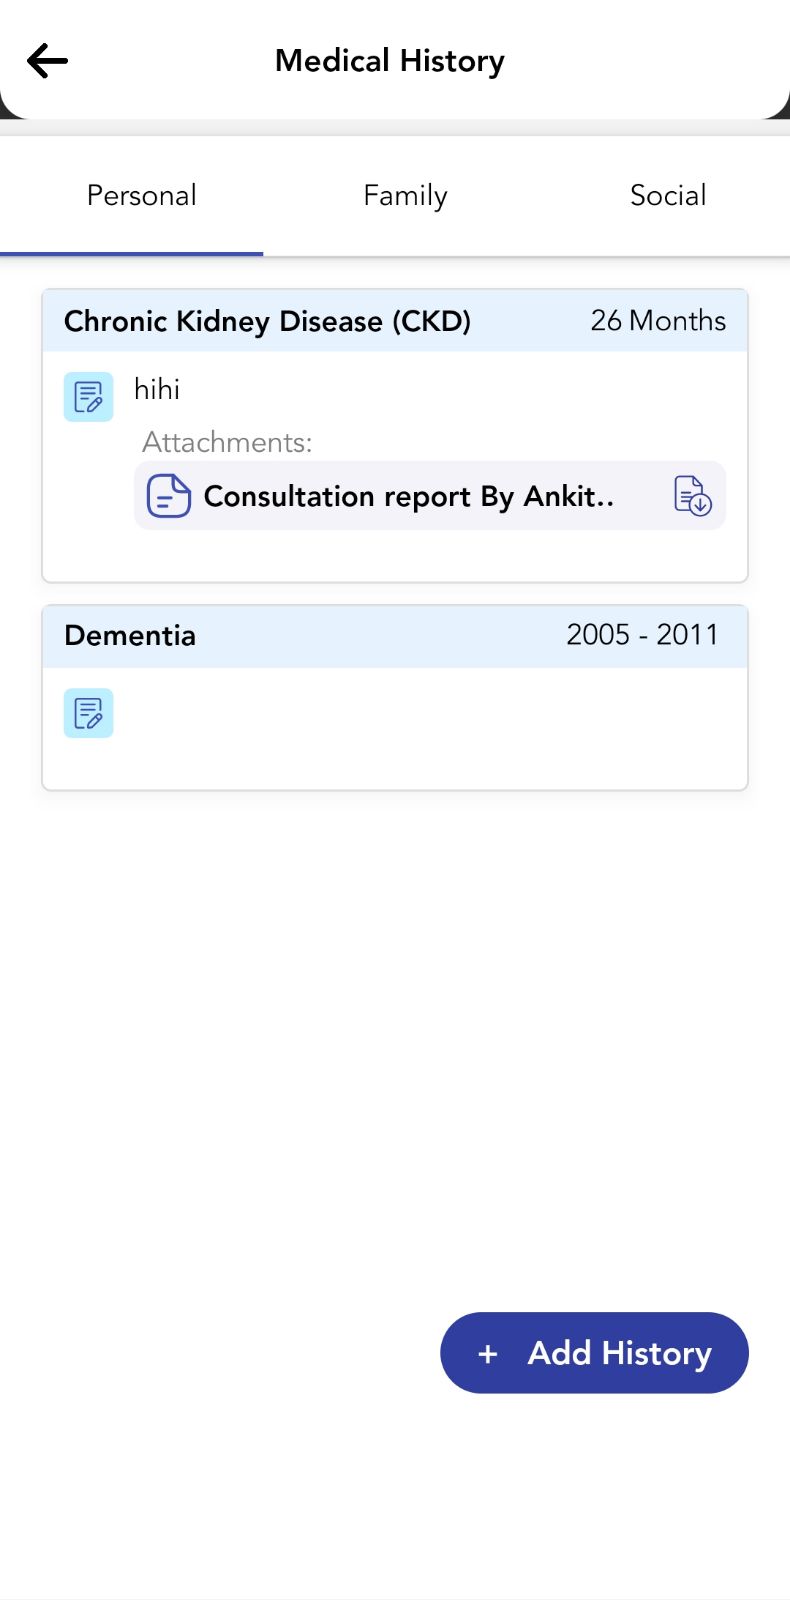 Medical History
Personal Family Social
Chronic Kidney Disease (CKD) 26 Months
hihi
Attachments:
Consultation report By Ankit..
Dementia 2005 - 2011
+ Add History